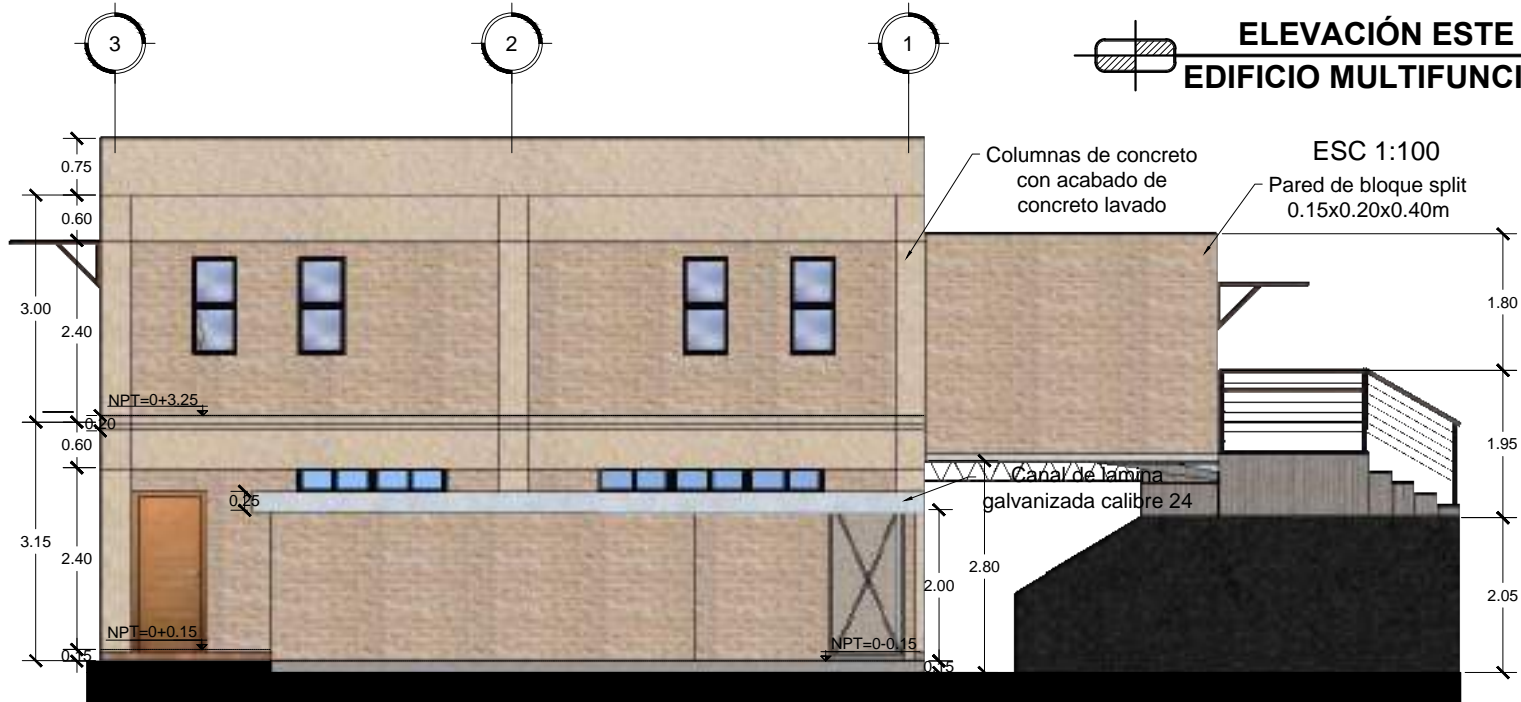 3
2
1
ELEVACIÓN ESTE
EDIFICIO MULTIFUNCI
ESC 1:100
Columnas de concreto
con acabado de
concreto lavado
Pared de bloque split
0.15x0.20x0.40m
0.75
0.60
3.00
2.40
1.80
NPT=0+3.25
0.20
0.60
1.95
Canal de lamina
galvanizada calibre 24
0.25
3.15
2.40
2.80
2.00
2.05
NPT=0+0.15
NPT=0-0.15
0.15
0.15